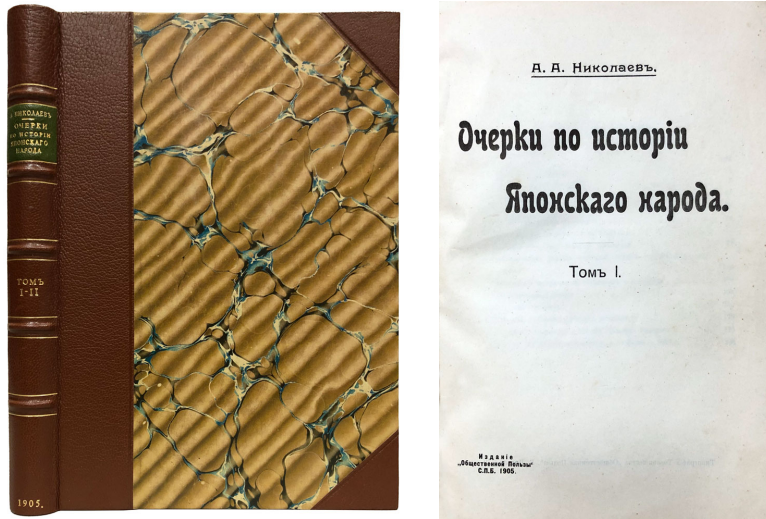 А. НИКОЛАЕВЪ
ОЧЕРКИ
ПО ИСТОРІИ
ЯПОНСКАГО
НАРОДА
ТОМЪ
I-II
1905.
А. А. Николаевъ.
Очерки по исторіи
Японскаго народа.
Томъ I.
Изданіе
„Общественной Пользы"
С.П.Б. 1905.